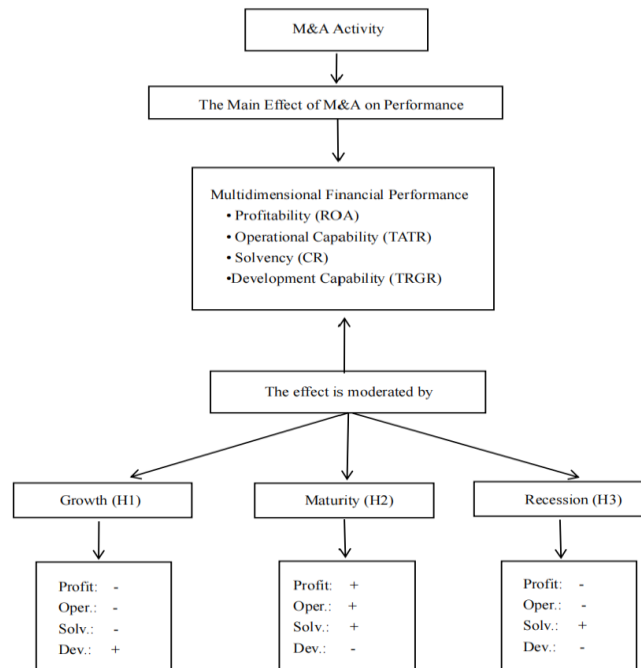 M&A Activity
The Main Effect of M&A on Performance
Multidimensional Financial Performance
• Profitability (ROA)
• Operational Capability (TATR)
• Solvency (CR)
•Development Capability (TRGR)
The effect is moderated by
Growth (H1)
Maturity (H2)
Recession (H3)
Profit: -
Oper.: -
Solv.: -
Dev.: +
Profit: +
Oper.: +
Solv.: +
Dev.: -
Profit: -
Oper.: -
Solv.: +
Dev.: -